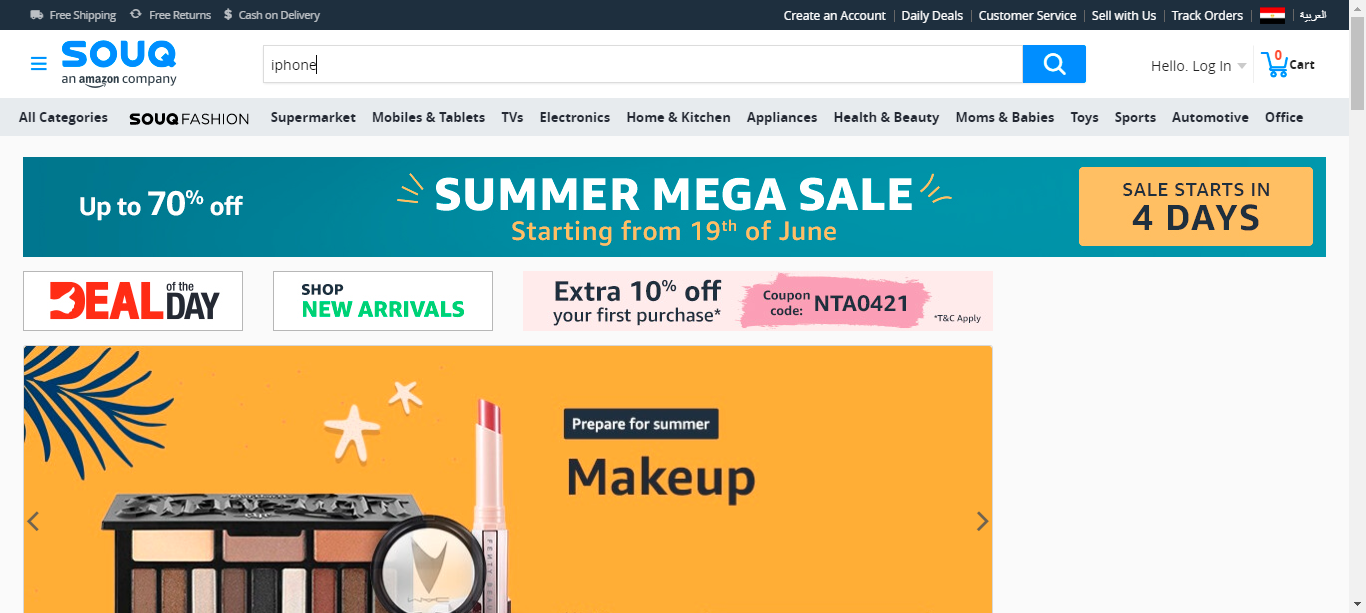 Free Shipping Free Returns $ Cash on Delivery
Create an Account Daily Deals Customer Service Sell with Us Track Orders العربية
SOUQ
an amazon company
iphone
Hello. Log In
0
Cart
All Categories SOUQ FASHION Supermarket Mobiles & Tablets TVs Electronics Home & Kitchen Appliances Health & Beauty Moms & Babies Toys Sports Automotive Office
Up to 70% off
SUMMER MEGA SALE
Starting from 19th of June
SALE STARTS IN
4 DAYS
DEAL of the DAY
SHOP
NEW ARRIVALS
Extra 10% off
your first purchase*
Coupon code: NTA0421
*T&C Apply
Prepare for summer
Makeup